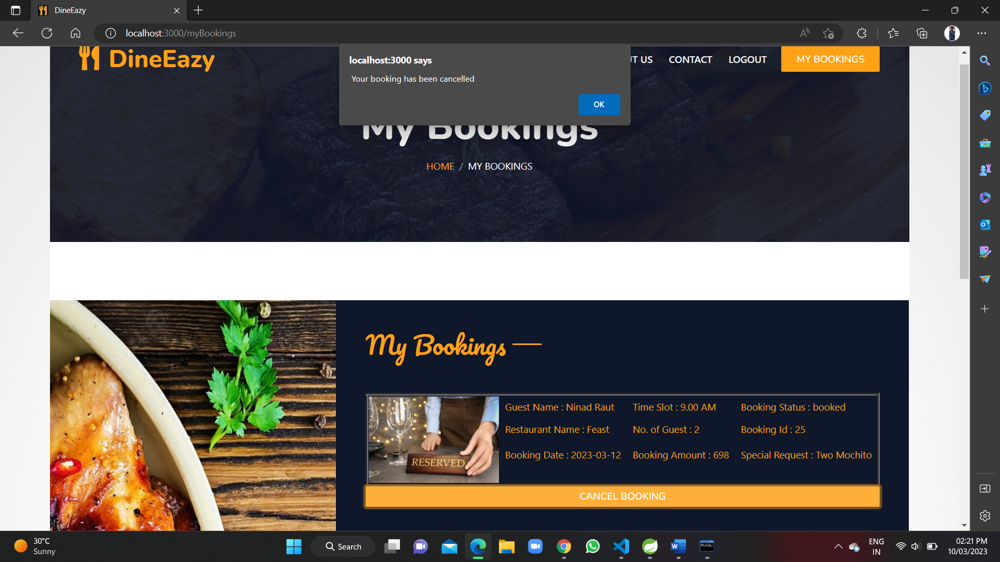 DineEazy
localhost:3000/myBookings
DineEazy
localhost:3000 says
Your booking has been cancelled
OK
T US
CONTACT
LOGOUT
MY BOOKINGS
My Bookings
HOME / MY BOOKINGS
My Bookings
RESERVED
Guest Name : Ninad Raut Time Slot : 9.00 AM Booking Status : booked
Restaurant Name : Feast No. of Guest : 2 Booking Id : 25
Booking Date : 2023-03-12 Booking Amount : 698 Special Request : Two Mochito
CANCEL BOOKING
30°C
Sunny
Search
MySQL
ENG
IN
02:21 PM
10/03/2023